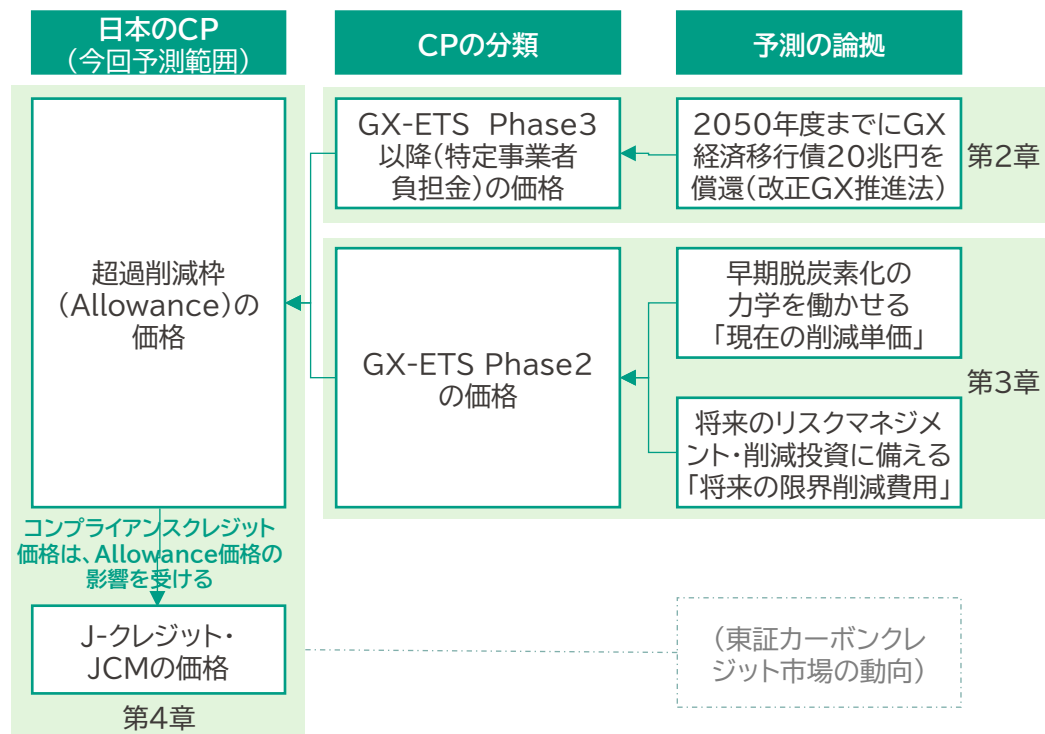 日本のCP
（今回予測範囲）
CPの分類
予測の論拠
超過削減枠
（Allowance）の
価格
GX-ETS Phase3
以降（特定事業者
負担金）の価格
2050年度までにGX
経済移行債20兆円を
償還（改正GX推進法）
第2章
GX-ETS Phase2
の価格
早期脱炭素化の
力学を働かせる
「現在の削減単価」
将来のリスクマネジメ
ント・削減投資に備える
「将来の限界削減費用」
第3章
コンプライアンスクレジット
価格は、Allowance価格の
影響を受ける
J-クレジット・
JCMの価格
第4章
（東証カーボンクレ
ジット市場の動向）